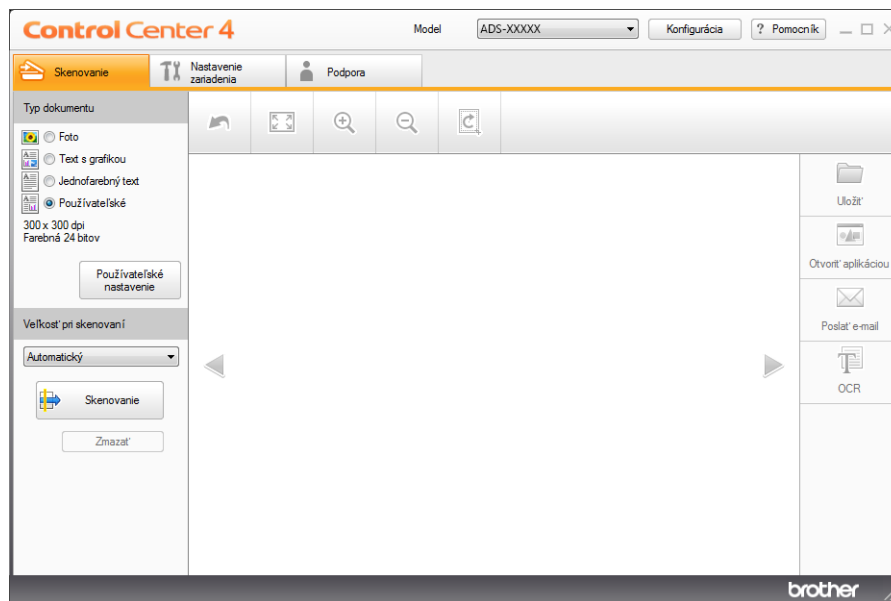 Control Center 4
Model
ADS-XXXXX
Konfigurácia
? Pomocník
Skenovanie
Nastavenie
zariadenia
Podpora
Typ dokumentu
Foto
Text s grafikou
Jednofarebný text
Používateľské
300 x 300 dpi
Farebná 24 bitov
Používateľské
nastavenie
Veľkosť pri skenovaní
Automatický
Skenovanie
Zmazať
Uložiť
Otvoriť aplikáciou
Poslať e-mail
OCR
brother